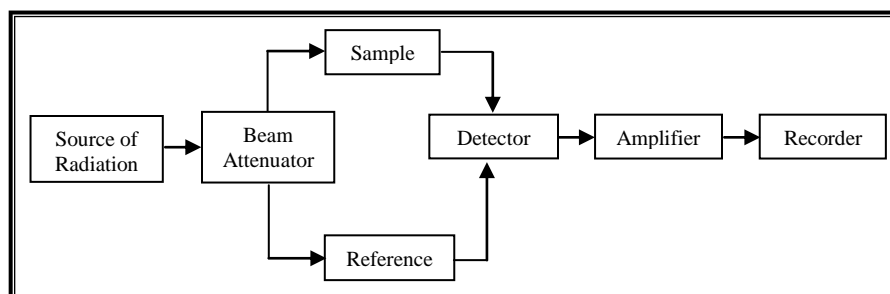 Sample
Source of
Radiation
Beam
Attenuator
Detector
Amplifier
Recorder
Reference